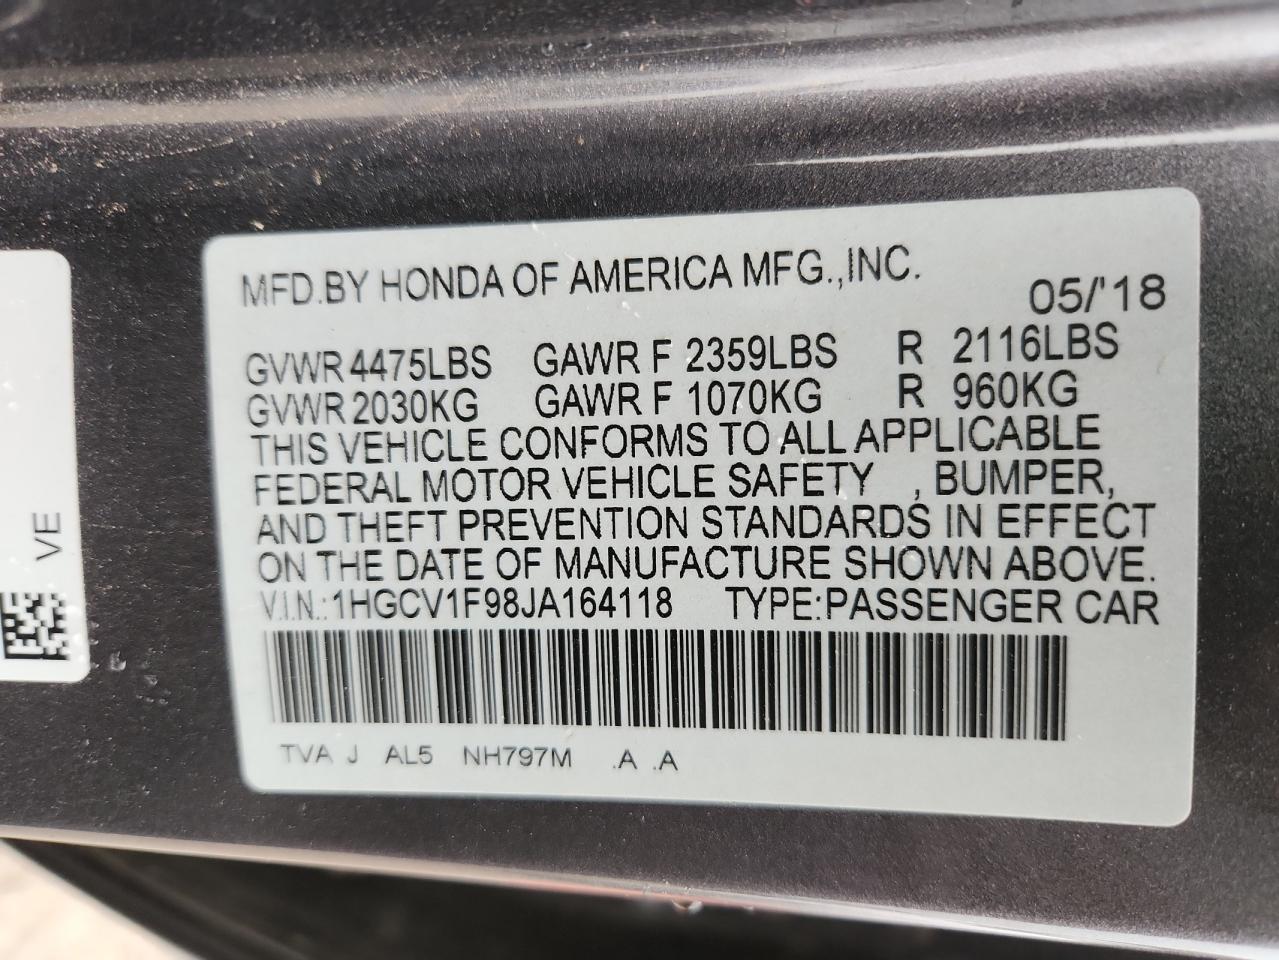 MFD.BY HONDA OF AMERICA MFG.,INC.
05/'18
GVWR 4475LBS GAWR F 2359LBS R 2116LBS
GVWR 2030KG GAWR F 1070KG R 960KG
THIS VEHICLE CONFORMS TO ALL APPLICABLE
FEDERAL MOTOR VEHICLE SAFETY , BUMPER,
AND THEFT PREVENTION STANDARDS IN EFFECT
ON THE DATE OF MANUFACTURE SHOWN ABOVE.
V.I.N.:1HGCV1F98JA164118 TYPE:PASSENGER CAR
TVA J AL5 NH797M .A .A
VE